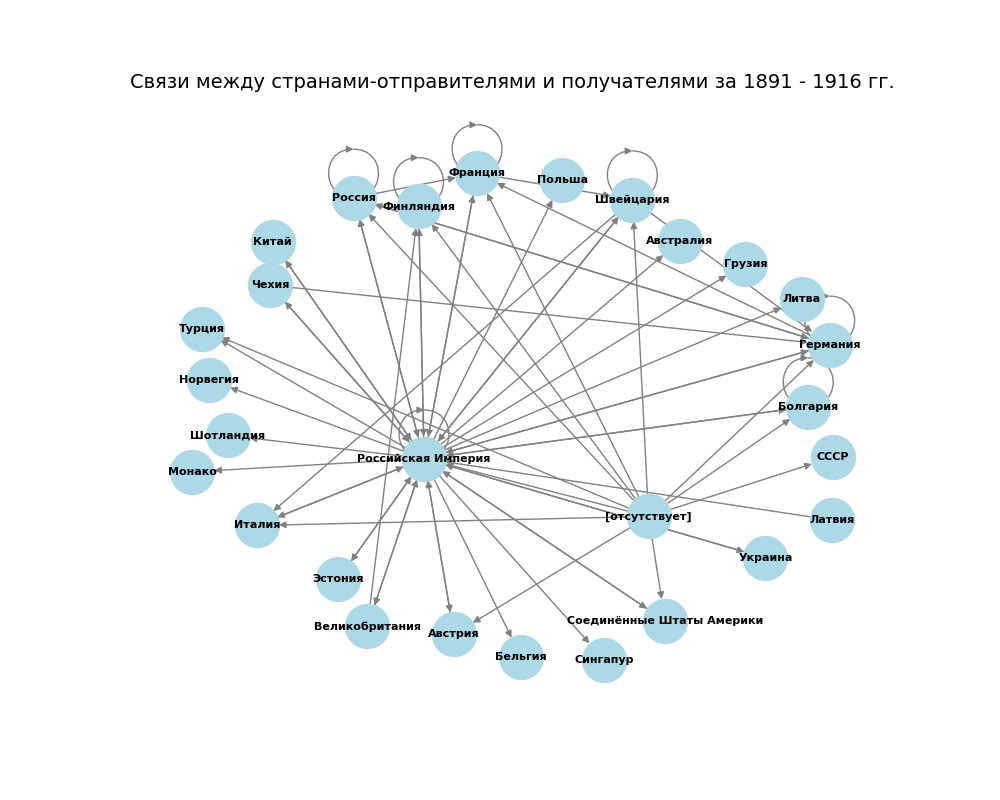 Связи между странами-отправителями и получателями за 1891 - 1916 гг.
Франция
Польша
Россия
Финляндия
Швейцария
Китай
Австралия
Грузия
Чехия
Литва
Турция
Германия
Норвегия
Болгария
Шотландия
Российская Империя
СССР
Монако
[отсутствует]
Латвия
Италия
Украина
Эстония
Соединённые Штаты Америки
Великобритания
Австрия
Бельгия
Сингапур